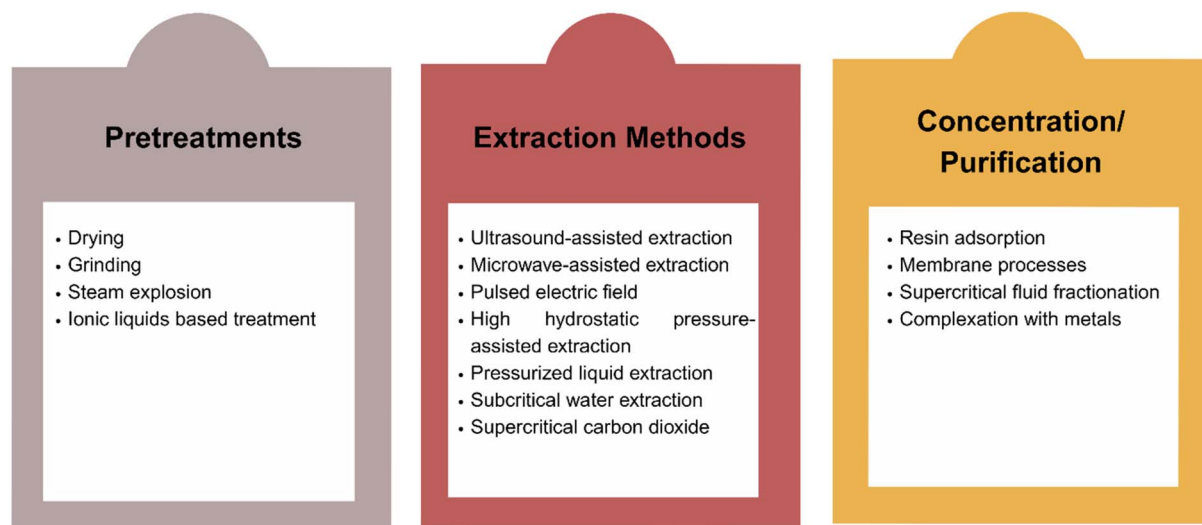 Pretreatments
• Drying
• Grinding
• Steam explosion
• Ionic liquids based treatment
Extraction Methods
• Ultrasound-assisted extraction
• Microwave-assisted extraction
• Pulsed electric field
• High hydrostatic pressure-
assisted extraction
• Pressurized liquid extraction
• Subcritical water extraction
• Supercritical carbon dioxide
Concentration/
Purification
• Resin adsorption
• Membrane processes
• Supercritical fluid fractionation
• Complexation with metals